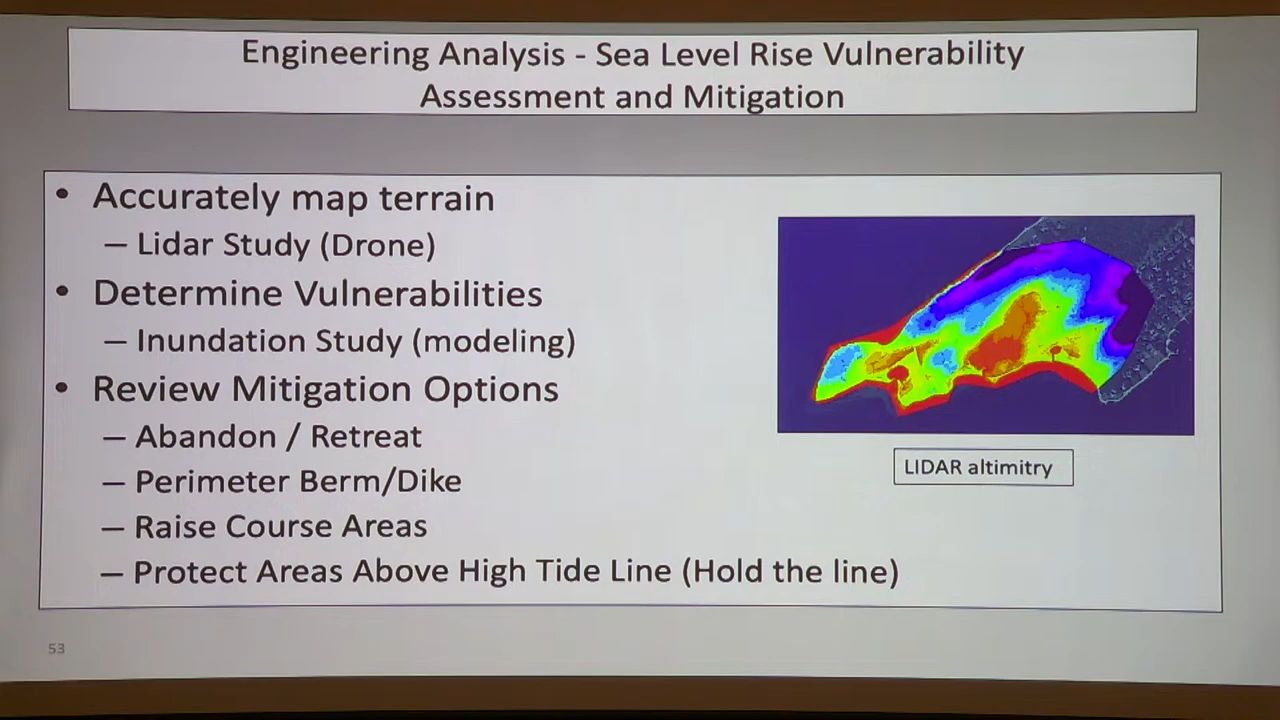 Engineering Analysis - Sea Level Rise Vulnerability
Assessment and Mitigation
• Accurately map terrain
– Lidar Study (Drone)
• Determine Vulnerabilities
– Inundation Study (modeling)
• Review Mitigation Options
– Abandon / Retreat
– Perimeter Berm/Dike
– Raise Course Areas
– Protect Areas Above High Tide Line (Hold the line)
LIDAR altimitry
53